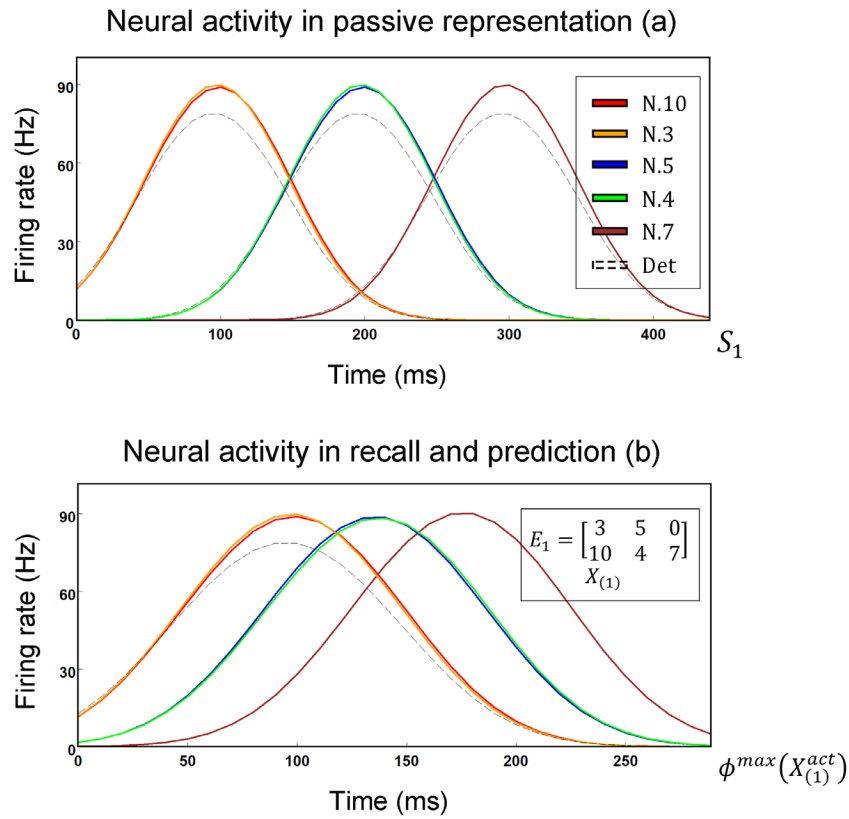 Neural activity in passive representation (a)
Firing rate (Hz)
90
60
30
0
0 100 200 300 400
N.10
N.3
N.5
N.4
N.7
Det
S₁
Time (ms)
Neural activity in recall and prediction (b)
Firing rate (Hz)
90
60
30
0
0 50 100 150 200 250
E₁ = [3 5 0
10 4 7]
X₍₁₎
ϕᵐᵃˣ(X₍₁₎ᵃᶜᵗ)
Time (ms)